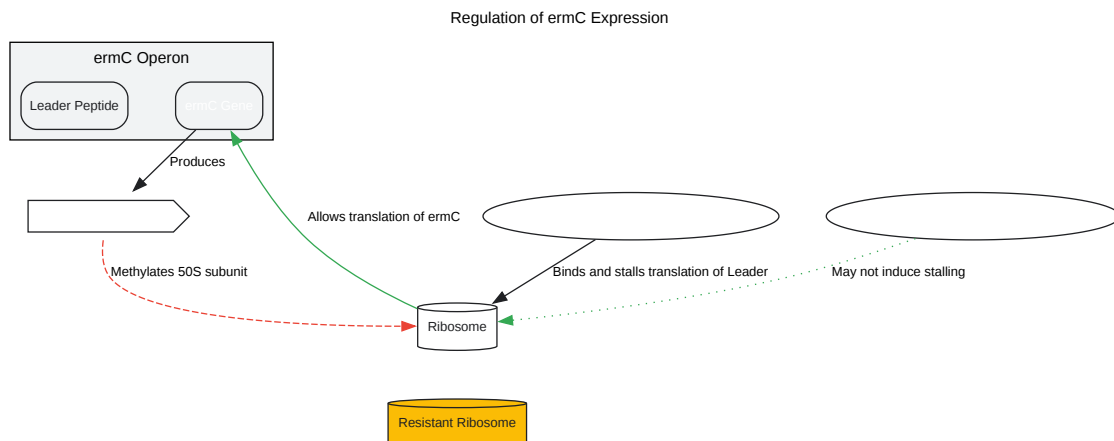 Regulation of ermC Expression
ermC Operon
Leader Peptide
ermC Gene
Produces
Allows translation of ermC
Methylates 50S subunit
Binds and stalls translation of Leader
May not induce stalling
Ribosome
Resistant Ribosome